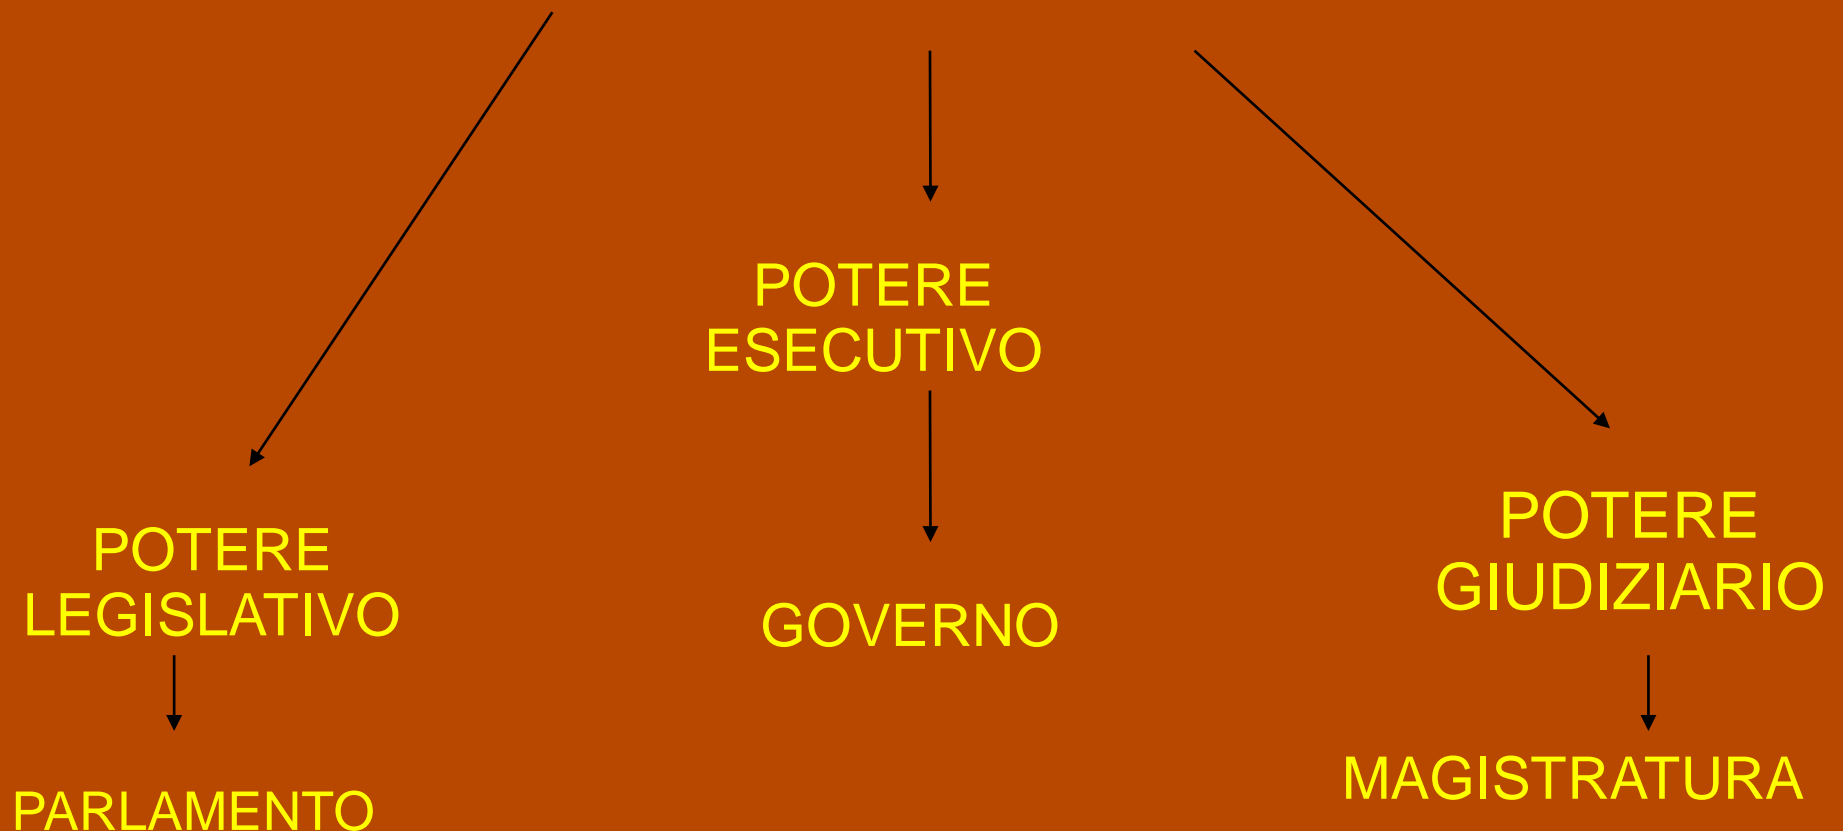 POTERE
LEGISLATIVO
PARLAMENTO
POTERE
ESECUTIVO
GOVERNO
POTERE
GIUDIZIARIO
MAGISTRATURA